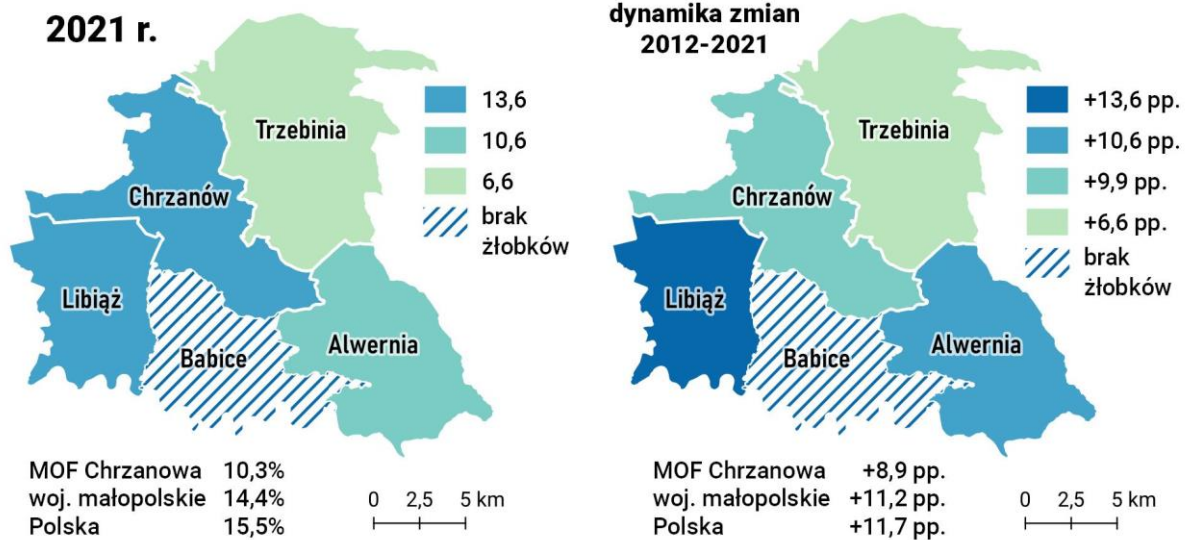 2021 r.
13,6
10,6
6,6
brak
żłobków
Trzebinia
Chrzanów
Libiąż
Babice
Alwernia
MOF Chrzanowa 10,3%
woj. małopolskie 14,4%
Polska 15,5%
0 2,5 5 km
dynamika zmian
2012-2021
+13,6 pp.
+10,6 pp.
+9,9 pp.
+6,6 pp.
brak
żłobków
Trzebinia
Chrzanów
Libiąż
Babice
Alwernia
MOF Chrzanowa +8,9 pp.
woj. małopolskie +11,2 pp.
Polska +11,7 pp.
0 2,5 5 km